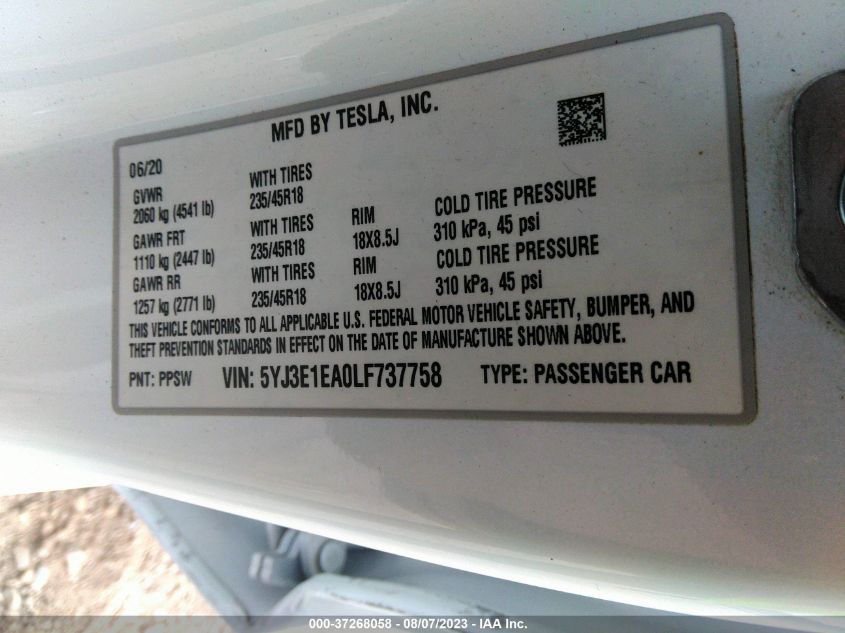 MFD BY TESLA, INC.
06/20
GVWR WITH TIRES
2060 kg (4541 lb) 235/45R18
GAWR FRT WITH TIRES RIM COLD TIRE PRESSURE
1110 kg (2447 lb) 235/45R18 18X8.5J 310 kPa, 45 psi
GAWR RR WITH TIRES RIM COLD TIRE PRESSURE
1257 kg (2771 lb) 235/45R18 18X8.5J 310 kPa, 45 psi
THIS VEHICLE CONFORMS TO ALL APPLICABLE U.S. FEDERAL MOTOR VEHICLE SAFETY, BUMPER, AND
THEFT PREVENTION STANDARDS IN EFFECT ON THE DATE OF MANUFACTURE SHOWN ABOVE.
PNT: PPSW VIN: 5YJ3E1EA0LF737758 TYPE: PASSENGER CAR
000-37268058 - 08/07/2023 - IAA Inc.